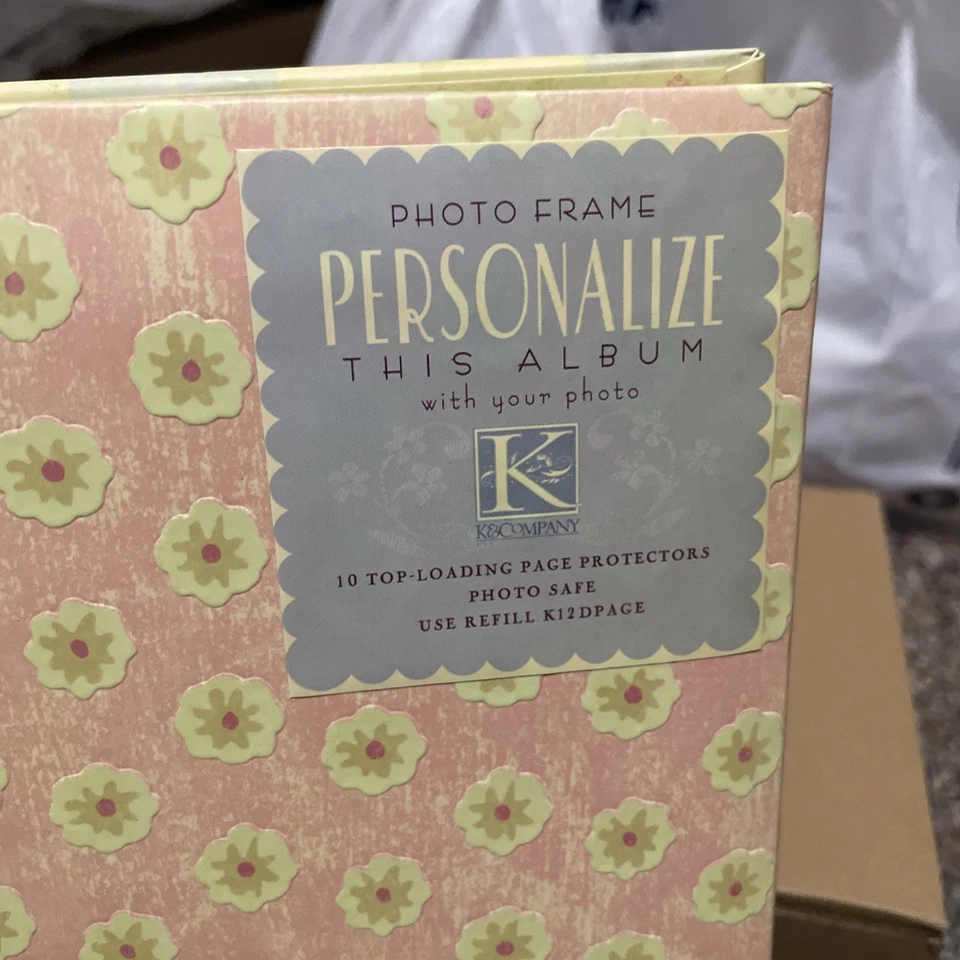 PHOTO FRAME
PERSONALIZE
THIS ALBUM
with your photo
K
K&COMPANY
10 TOP-LOADING PAGE PROTECTORS
PHOTO SAFE
USE REFILL K12DPAGE